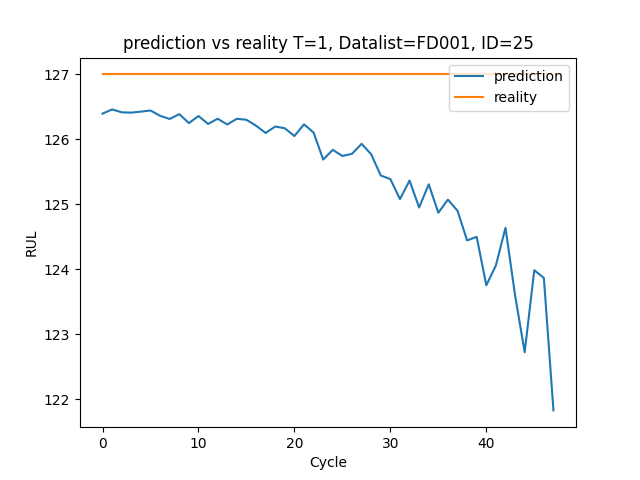 prediction vs reality T=1, Datalist=FD001, ID=25
127
126
125
124
123
122
RUL
prediction
reality
0
10
20
30
40
Cycle